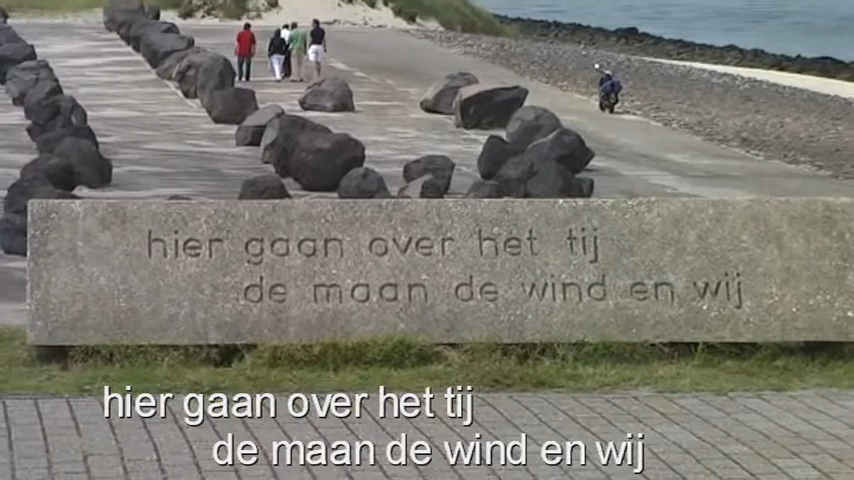 hier gaan over het tij
de maan de wind en wij
hier gaan over het tij
de maan de wind en wij